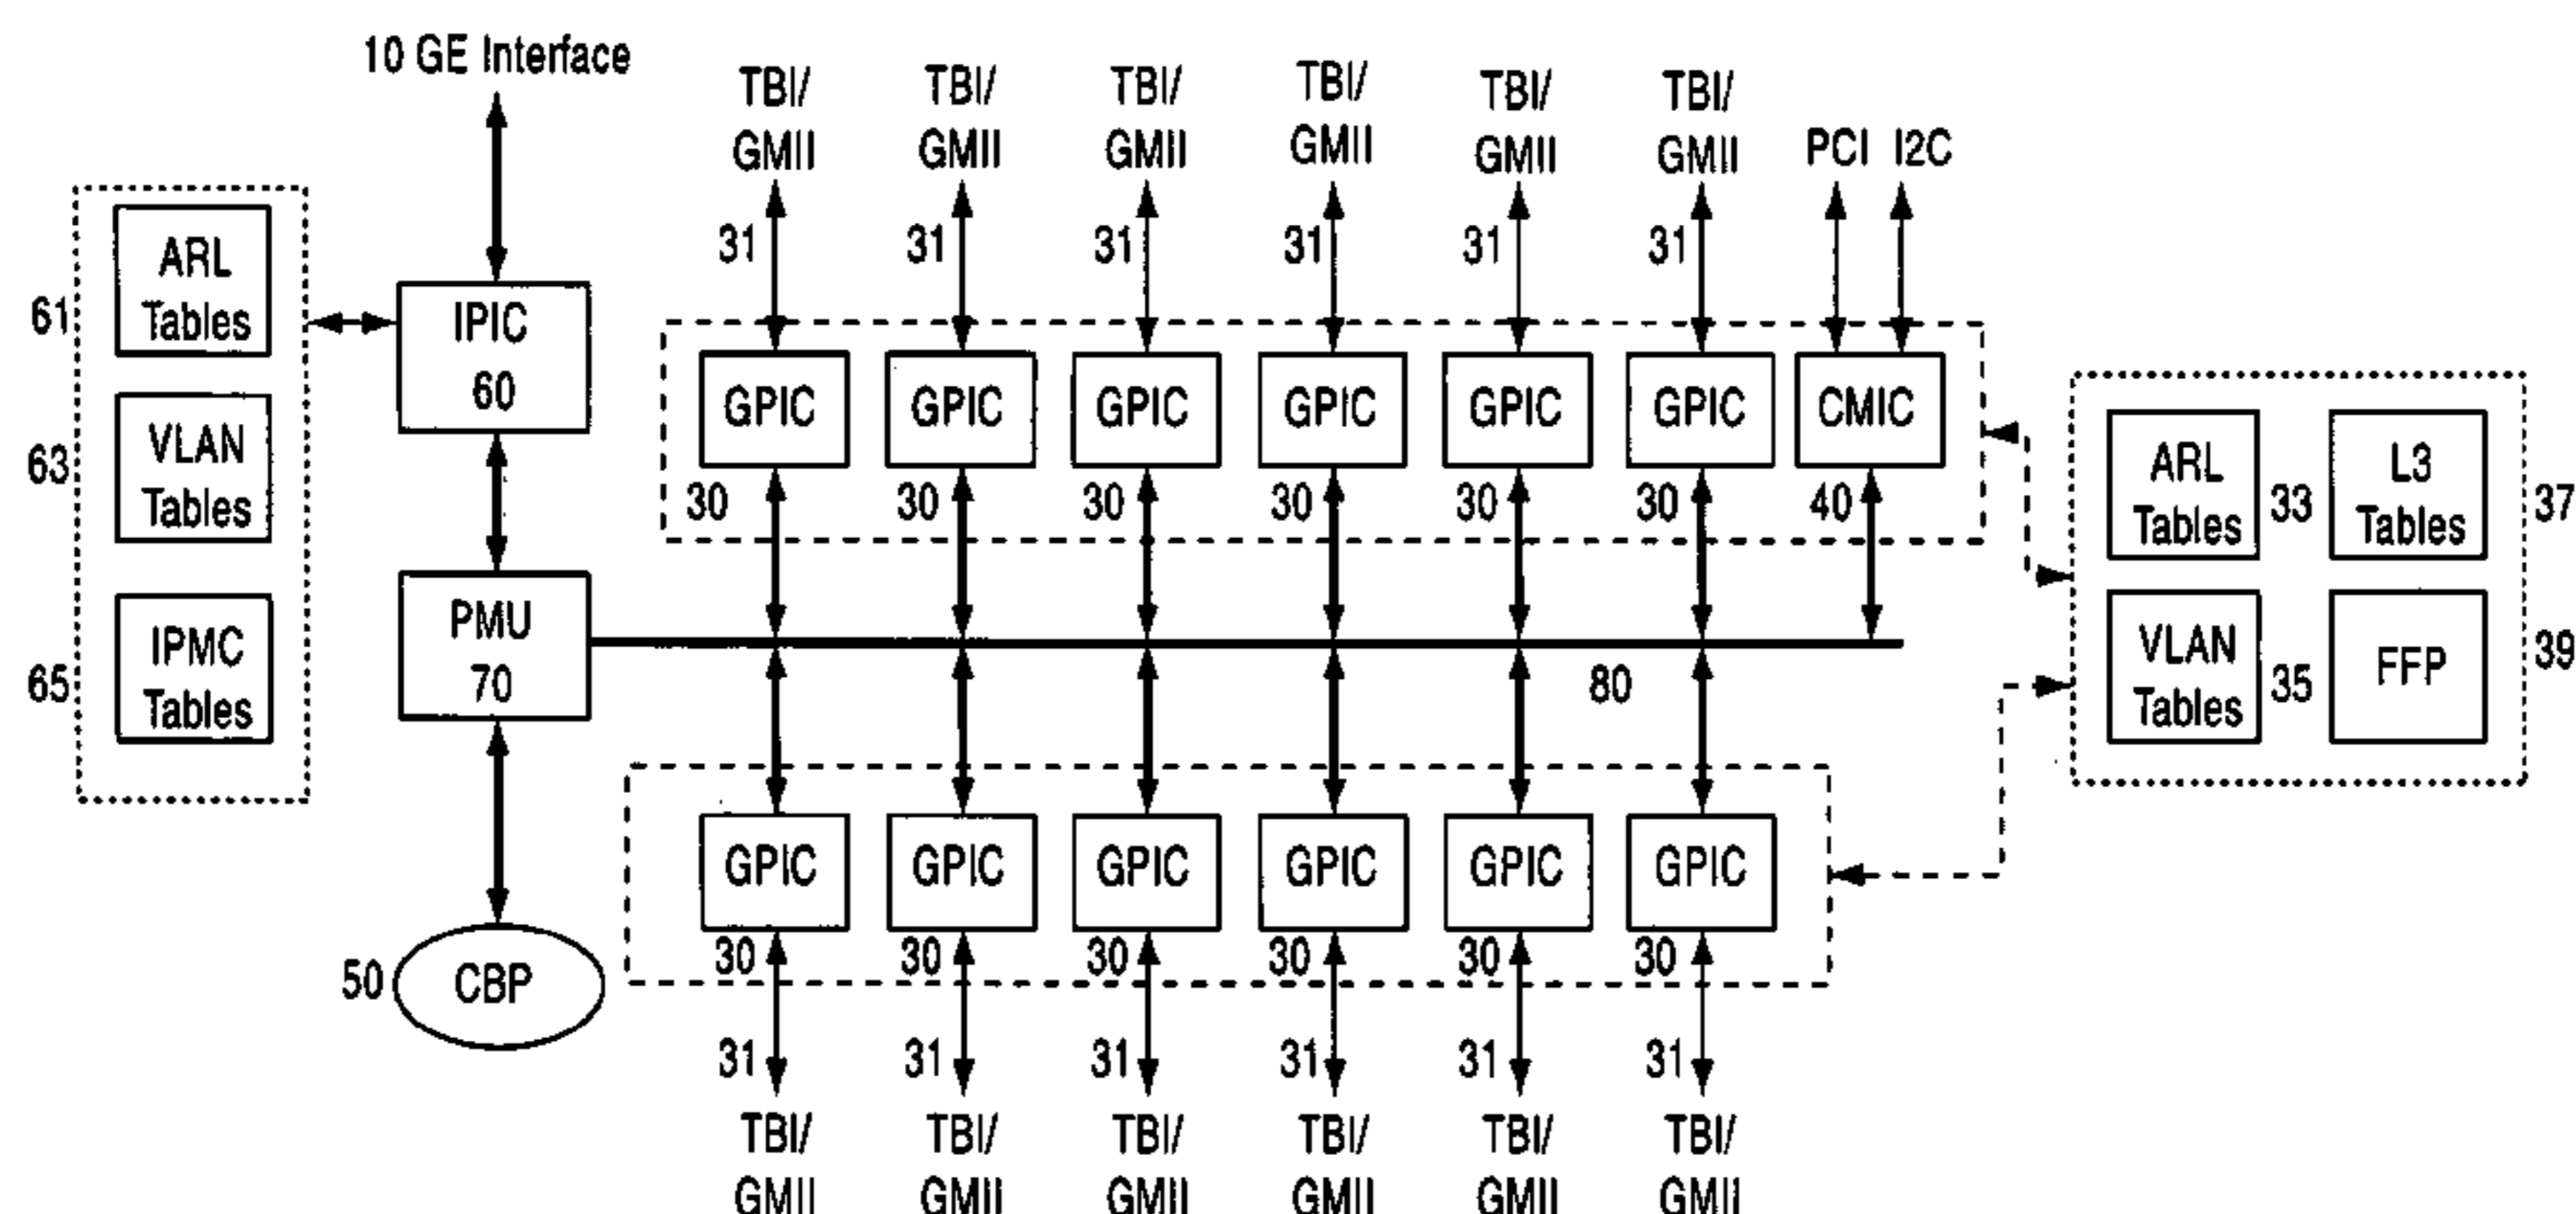 10 GE Interface
TBI/ TBI/ TBI/ TBI/ TBI/ TBI/
GMII GMII GMII GMII GMII GMII PCI I2C
31 31 31 31 31 31
61 ARL
Tables
63 VLAN
Tables
65 IPMC
Tables
IPIC
60
GPIC GPIC GPIC GPIC GPIC GPIC CMIC
30 30 30 30 30 30 40
PMU
70
80
ARL
Tables 33
L3
Tables 37
VLAN
Tables 35
FFP 39
GPIC GPIC GPIC GPIC GPIC GPIC
30 30 30 30 30 30
50 CBP
31 31 31 31 31 31
TBI/ TBI/ TBI/ TBI/ TBI/ TBI/
GMII GMII GMII GMII GMII GMII